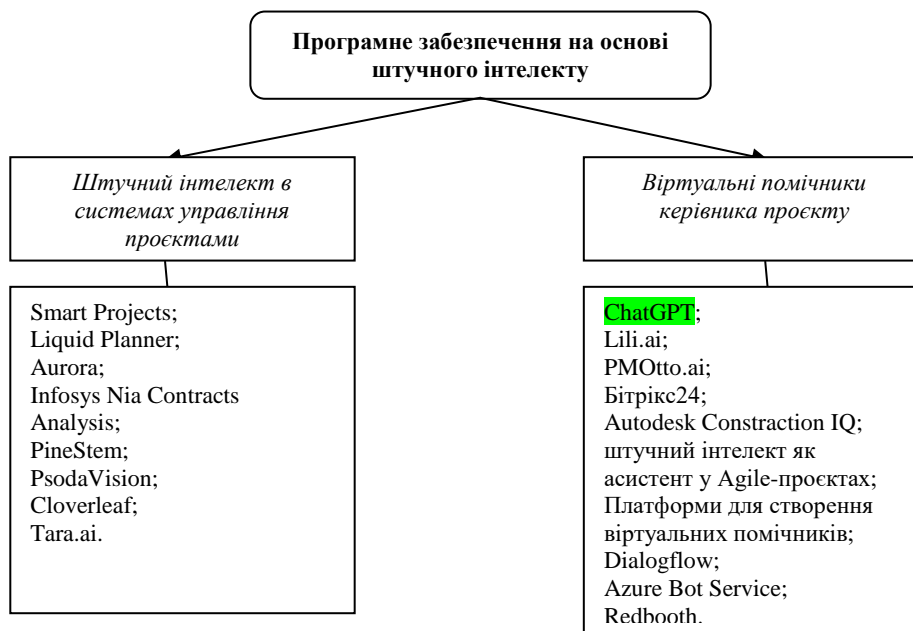 Програмне забезпечення на основі
штучного інтелекту
Штучний інтелект в
системах управління
проєктами
Віртуальні помічники
керівника проєкту
Smart Projects;
Liquid Planner;
Aurora;
Infosys Nia Contracts
Analysis;
PineStem;
PsodaVision;
Cloverleaf;
Tara.ai.
ChatGPT;
Lili.ai;
PMOtto.ai;
Бітрікс24;
Autodesk Constraction IQ;
штучний інтелект як
асистент у Agile-проєктах;
Платформи для створення
віртуальних помічників;
Dialogflow;
Azure Bot Service;
Redbooth.